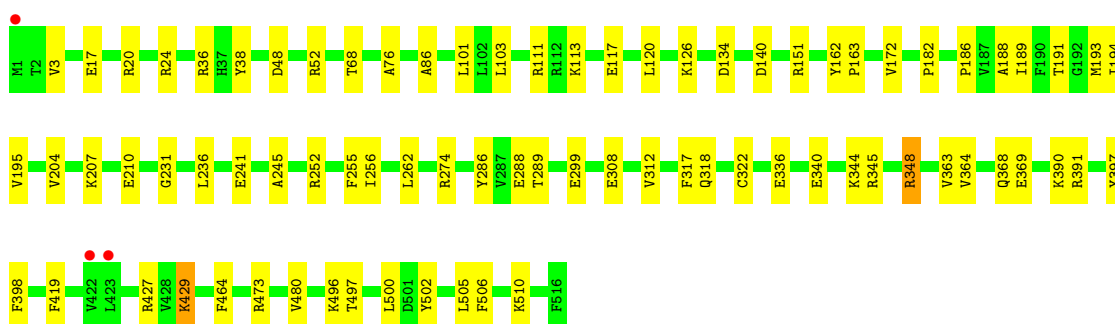 M1 T2 V3 E17 R20 R24 R36 H37 Y38 D48 R52 T68 A76 A86 L101 L102 L103 R111 R112 K113 E117 L120 K126 D134 D140 R151 Y162 P163 V172 P182 P186 V187 A188 I189 F190 T191 G192 M193
V195 V204 K207 E210 G231 L236 E241 A245 R252 F255 I256 L262 R274 Y286 V287 E288 T289 E299 E308 V312 F317 Q318 C322 E336 E340 K344 R345 R348 V363 V364 Q368 E369 K390 R391
F398 F419 V422 L423 R427 V428 K429 F464 R473 V480 K496 T497 L500 D501 Y502 L505 F506 K510 F516